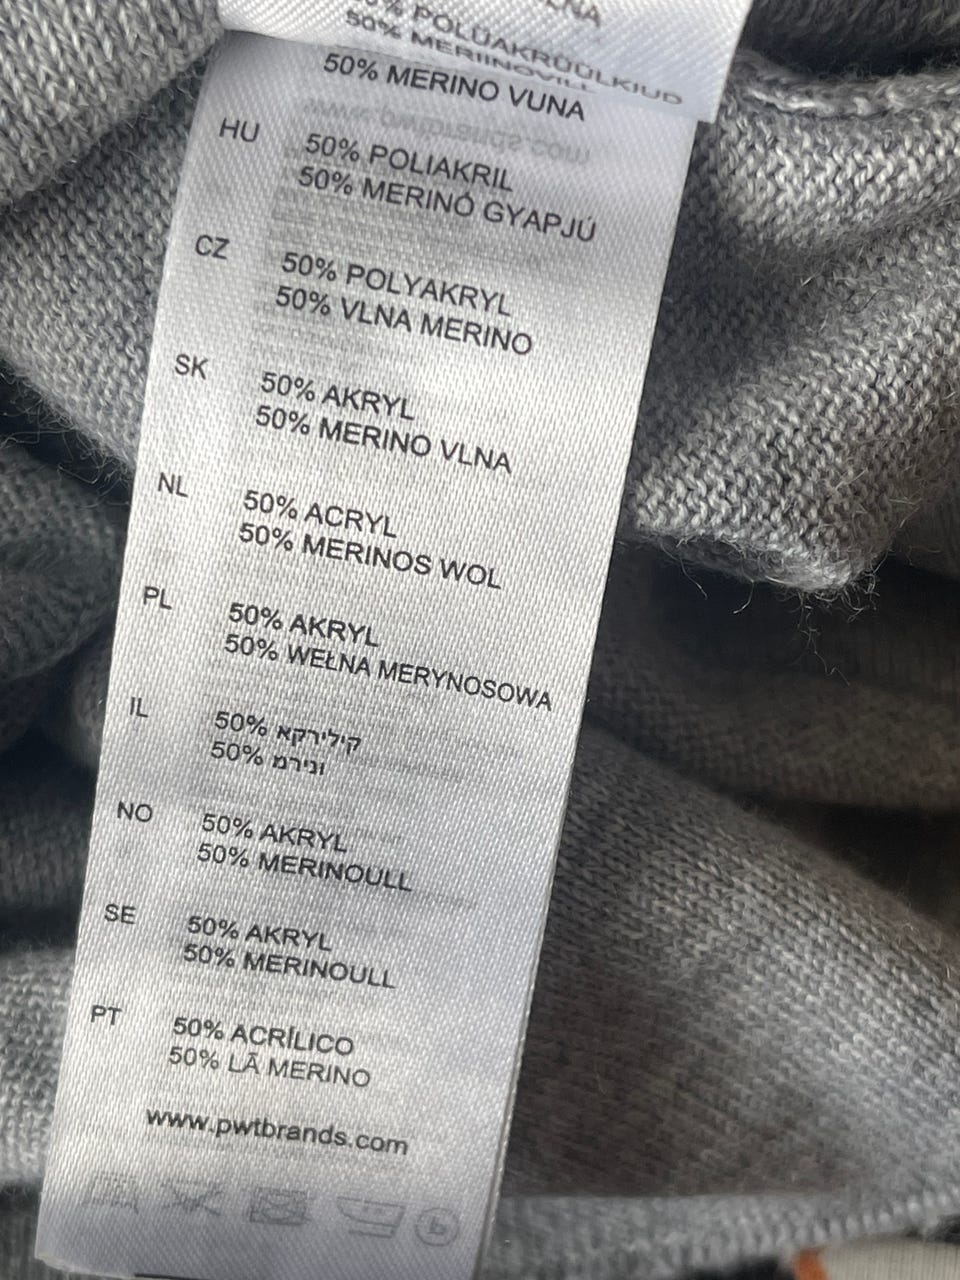 POLÜAKRÜÜLKIUD
50% MERIINOVILL
50% MERINO VUNA
HU 50% POLIAKRIL
50% MERINÓ GYAPJÚ
CZ 50% POLYAKRYL
50% VLNA MERINO
SK 50% AKRYL
50% MERINO VLNA
NL 50% ACRYL
50% MERINOS WOL
PL 50% AKRYL
50% WEŁNA MERYNOSOWA
IL 50% קילירקא
50% ונירמ
NO 50% AKRYL
50% MERINOULL
SE 50% AKRYL
50% MERINOULL
PT 50% ACRÍLICO
50% LÃ MERINO
www.pwtbrands.com